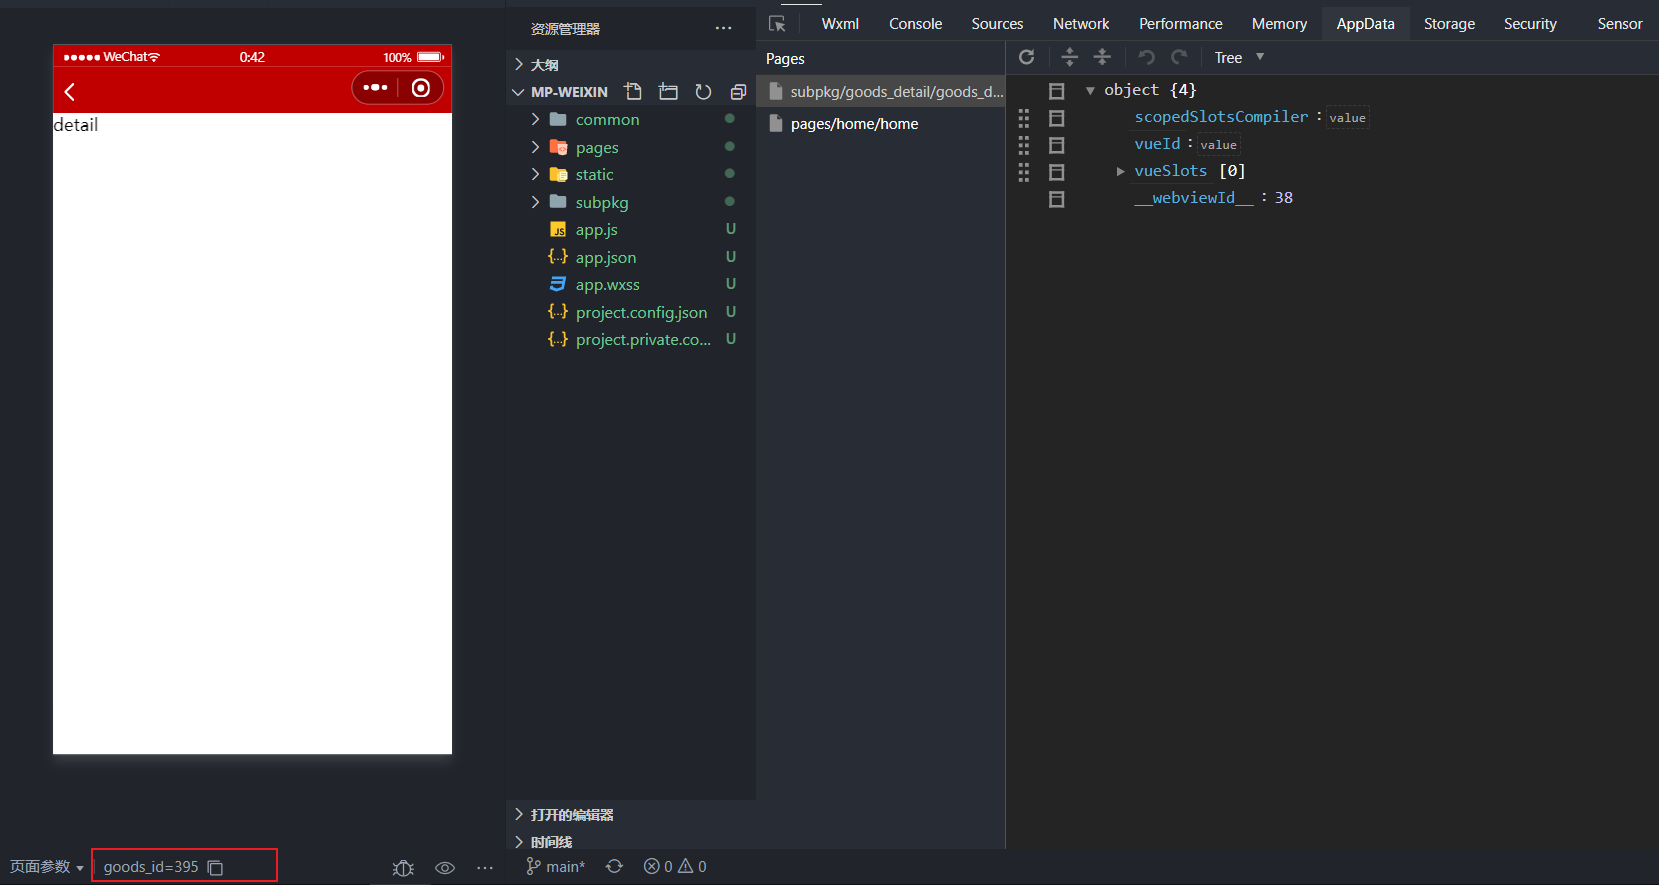 WeChat 0:42 100%
detail
页面参数 goods_id=395
资源管理器
大纲
MP-WEIXIN
common
pages
static
subpkg
app.js U
app.json U
app.wxss U
project.config.json U
project.private.co... U
打开的编辑器
时间线
main* 0 0
Wxml Console Sources Network Performance Memory AppData Storage Security Sensor
Pages
subpkg/goods_detail/goods_d...
pages/home/home
Tree
object {4}
scopedSlotsCompiler : value
vueId : value
vueSlots [0]
__webviewId__ : 38